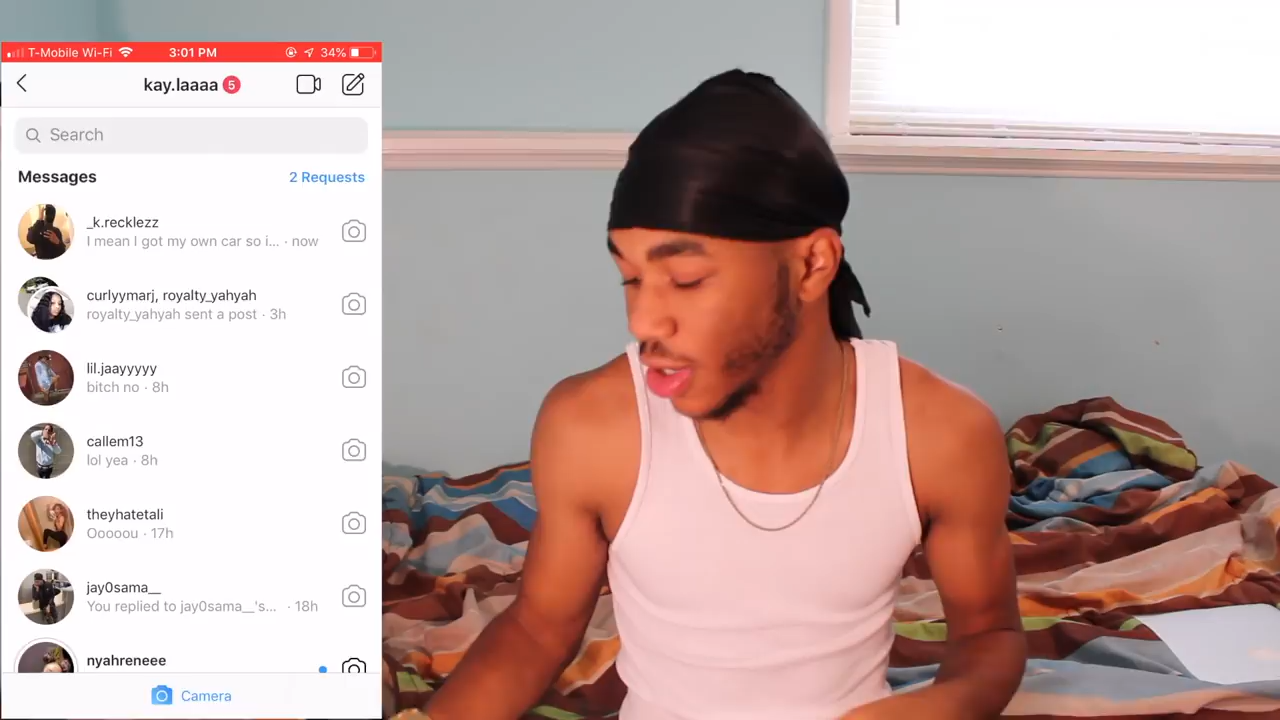 T-Mobile Wi-Fi 3:01 PM 34%
kay.laaaa 5
Search
Messages 2 Requests
_k.recklezz
I mean I got my own car so i... · now
curlyymarj, royalty_yahyah
royalty_yahyah sent a post · 3h
lil.jaayyyyy
bitch no · 8h
callem13
lol yea · 8h
theyhatetali
Ooooou · 17h
jay0sama__
You replied to jay0sama__'s... · 18h
nyahreneee
Camera